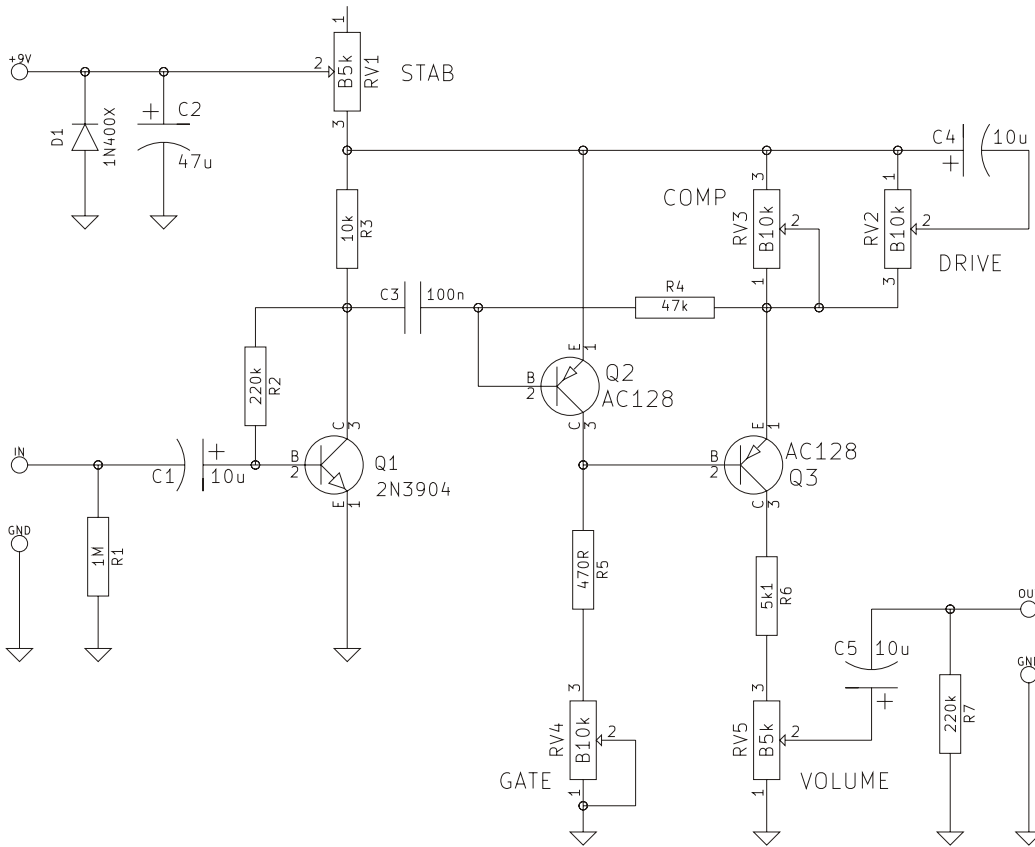 1
+9V
2
B5k
RV1
STAB
D1
1N400X
C2
47u
3
C4
10u
10k
R3
COMP
3
RV3
B10k
2
1
1
RV2
B10k
2
3
DRIVE
C3
100n
R4
47k
220k
R2
E
1
B
2
Q2
AC128
C
3
IN
C1
10u
C
3
B
2
Q1
2N3904
E
1
B
2
E
1
AC128
Q3
C
3
GND
1M
R1
470R
R5
5k1
R6
OU
C5
10u
GND
220k
R7
3
RV4
B10k
2
GATE
1
3
RV5
B5k
2
VOLUME
1